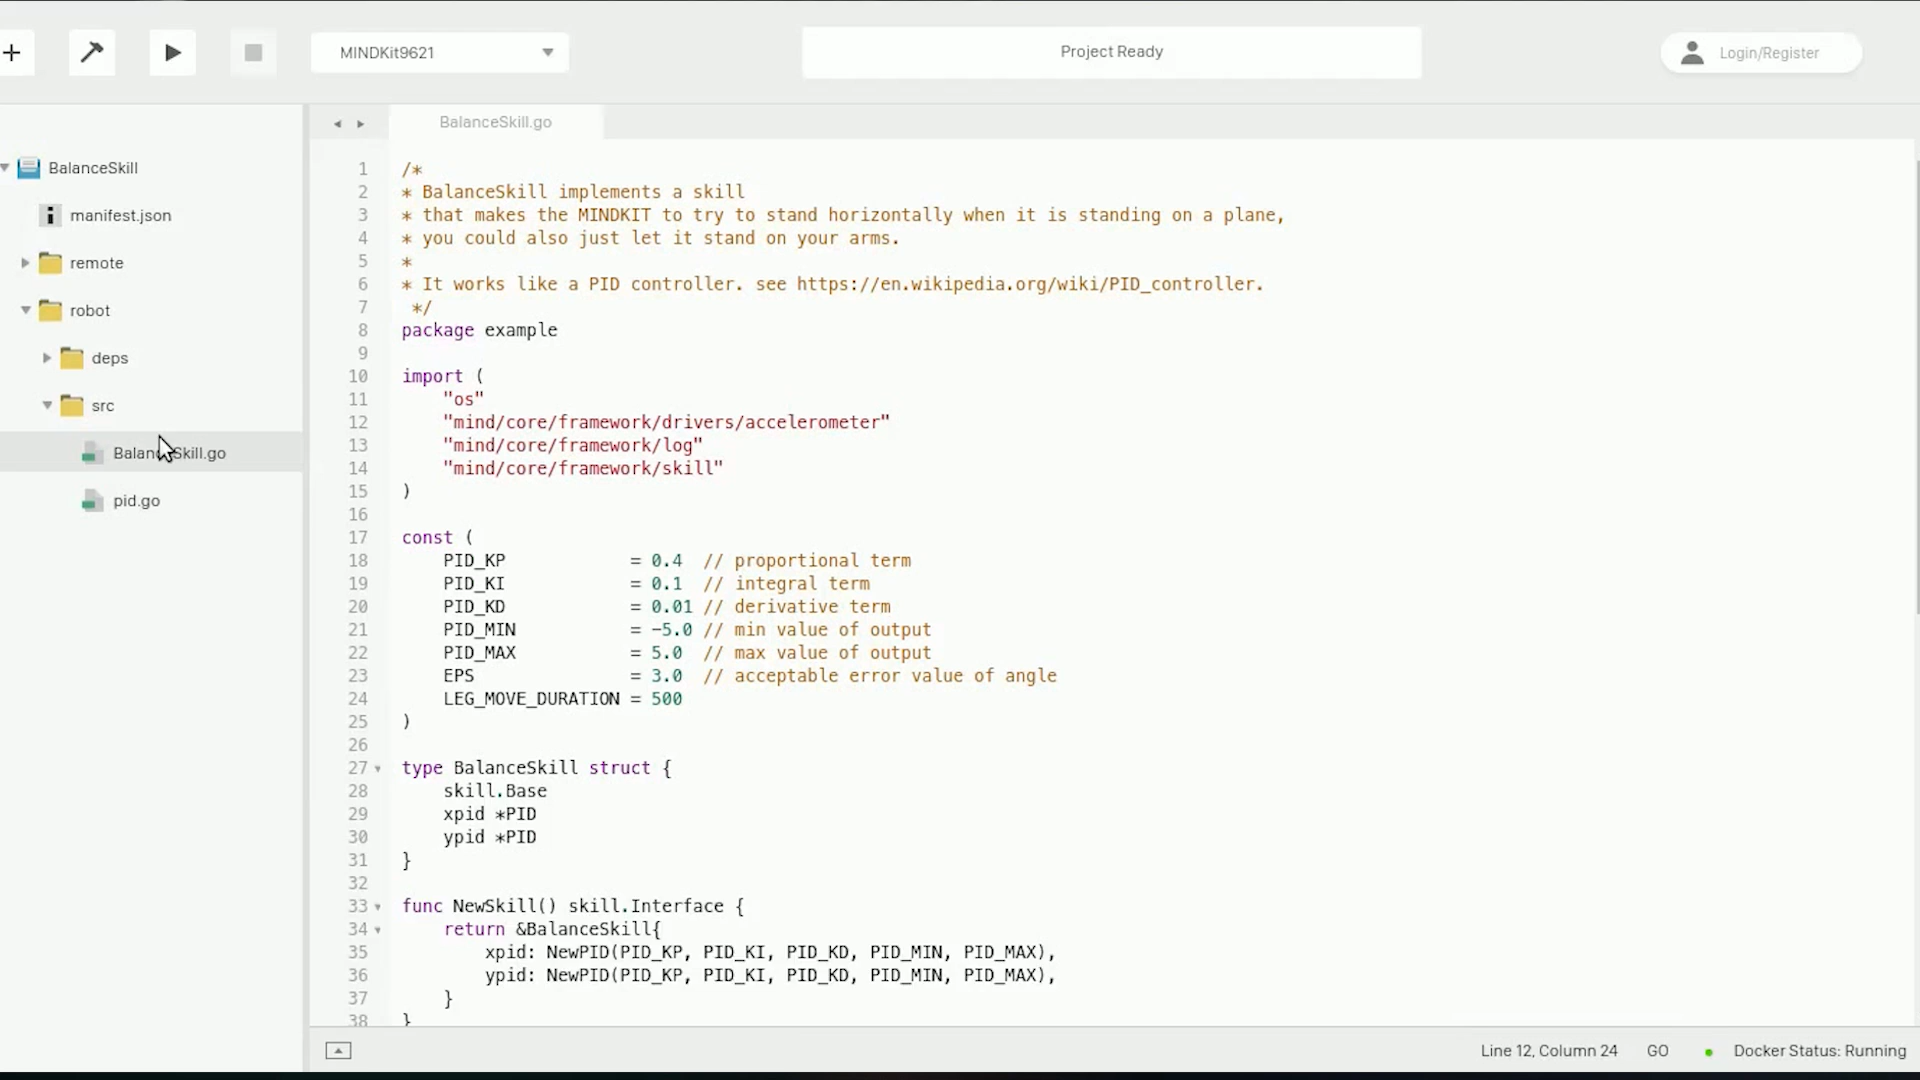 +
MINDKit9621
Project Ready
Login/Register
BalanceSkill
manifest.json
remote
robot
deps
src
BalanceSkill.go
pid.go
BalanceSkill.go
1 /*
2 * BalanceSkill implements a skill
3 * that makes the MINDKIT to try to stand horizontally when it is standing on a plane,
4 * you could also just let it stand on your arms.
5 *
6 * It works like a PID controller. see https://en.wikipedia.org/wiki/PID_controller.
7 */
8 package example
9
10 import (
11 "os"
12 "mind/core/framework/drivers/accelerometer"
13 "mind/core/framework/log"
14 "mind/core/framework/skill"
15 )
16
17 const (
18 PID_KP = 0.4 // proportional term
19 PID_KI = 0.1 // integral term
20 PID_KD = 0.01 // derivative term
21 PID_MIN = -5.0 // min value of output
22 PID_MAX = 5.0 // max value of output
23 EPS = 3.0 // acceptable error value of angle
24 LEG_MOVE_DURATION = 500
25 )
26
27 type BalanceSkill struct {
28 skill.Base
29 xpid *PID
30 ypid *PID
31 }
32
33 func NewSkill() skill.Interface {
34 return &BalanceSkill{
35 xpid: NewPID(PID_KP, PID_KI, PID_KD, PID_MIN, PID_MAX),
36 ypid: NewPID(PID_KP, PID_KI, PID_KD, PID_MIN, PID_MAX),
37 }
38 }
Line 12, Column 24 GO Docker Status: Running